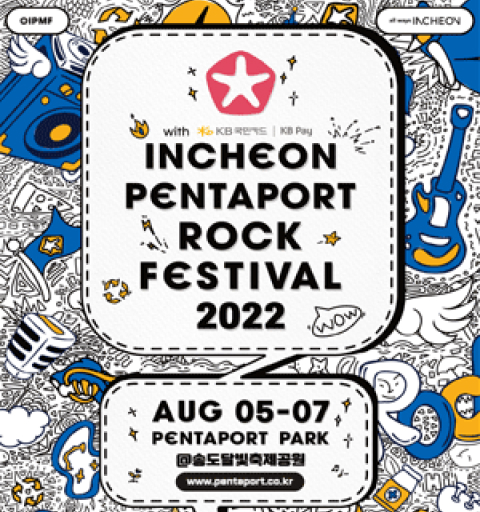 OIPMF
all ways INCHEON
with KB국민카드 | KB Pay
INCHEON
PENTAPORT
ROCK
FESTIVAL
2022
WOW
AUG 05-07
PENTAPORT PARK
@송도달빛축제공원
www.pentaport.co.kr